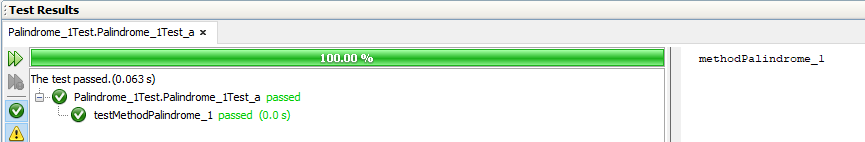 Test Results
Palindrome_1Test.Palindrome_1Test_a ×
100.00 %
The test passed.(0.063 s)
Palindrome_1Test.Palindrome_1Test_a passed
testMethodPalindrome_1 passed (0.0 s)
methodPalindrome_1